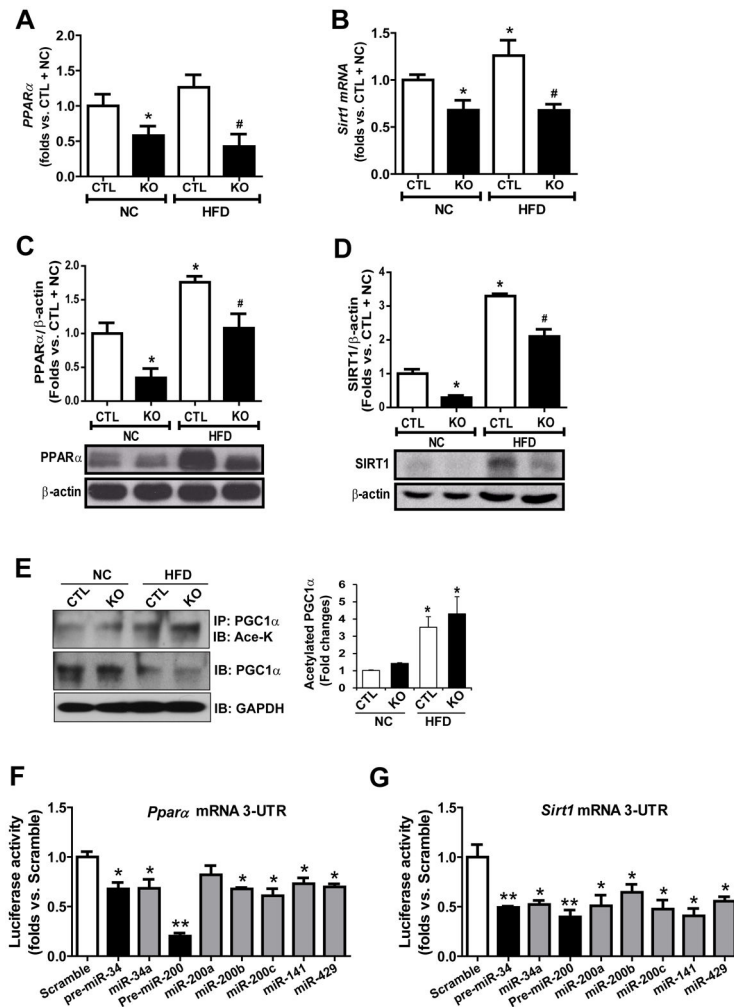 A
PPARα
(folds vs. CTL + NC)
2.0
1.5
1.0
0.5
0.0
*
#
CTL KO CTL KO
NC HFD
B
Sirt1 mRNA
(folds vs. CTL + NC)
1.5
1.0
0.5
0.0
*
*
#
CTL KO CTL KO
NC HFD
C
PPARα/β-actin
(Folds vs. CTL + NC)
2.0
1.5
1.0
0.5
0.0
*
*
#
CTL KO CTL KO
NC HFD
PPARα
β-actin
D
SIRT1/β-actin
(Folds vs. CTL + NC)
4
3
2
1
0
*
*
#
CTL KO CTL KO
NC HFD
SIRT1
β-actin
E
NC HFD
CTL KO CTL KO
IP: PGC1α
IB: Ace-K
IB: PGC1α
IB: GAPDH
Acetylated PGC1α
(Fold changes)
6
5
4
3
2
1
0
* *
CTL KO CTL KO
NC HFD
F
Pparα mRNA 3-UTR
Luciferase activity
(folds vs. Scramble)
1.5
1.0
0.5
0.0
* * ** * * * *
Scramble pre-miR-34 miR-34a Pre-miR-200 miR-200a miR-200b miR-200c miR-141 miR-429
G
Sirt1 mRNA 3-UTR
Luciferase activity
(folds vs. Scramble)
1.5
1.0
0.5
0.0
** * ** * * * * *
Scramble pre-miR-34 miR-34a Pre-miR-200 miR-200a miR-200b miR-200c miR-141 miR-429